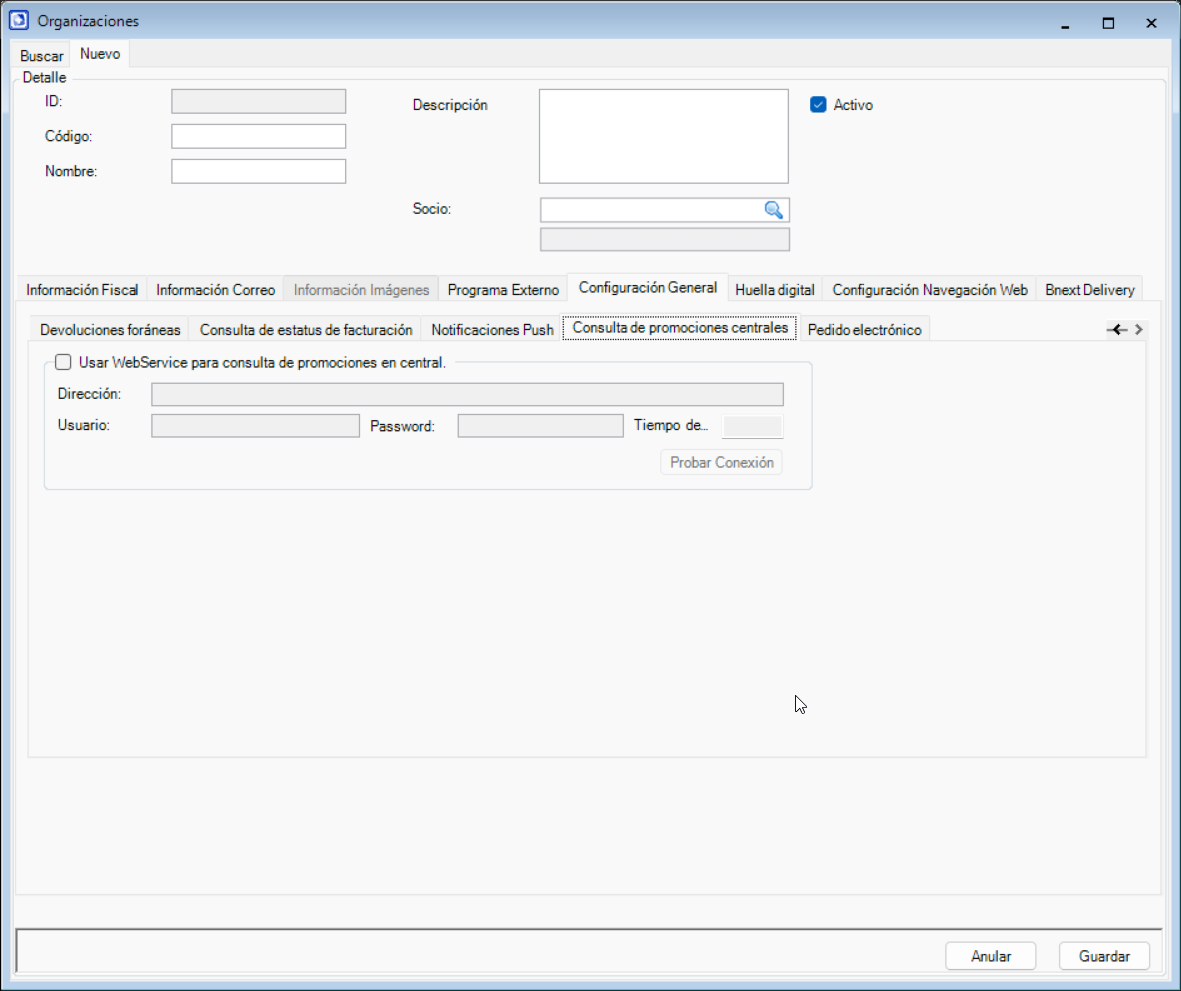 Organizaciones
Buscar Nuevo
Detalle
ID:
Código:
Nombre:
Descripción
Activo
Socio:
Información Fiscal Información Correo Información Imágenes Programa Externo Configuración General Huella digital Configuración Navegación Web Bnext Delivery
Devoluciones foráneas Consulta de estatus de facturación Notificaciones Push Consulta de promociones centrales Pedido electrónico
Usar WebService para consulta de promociones en central.
Dirección:
Usuario: Password: Tiempo de...
Probar Conexión
Anular Guardar